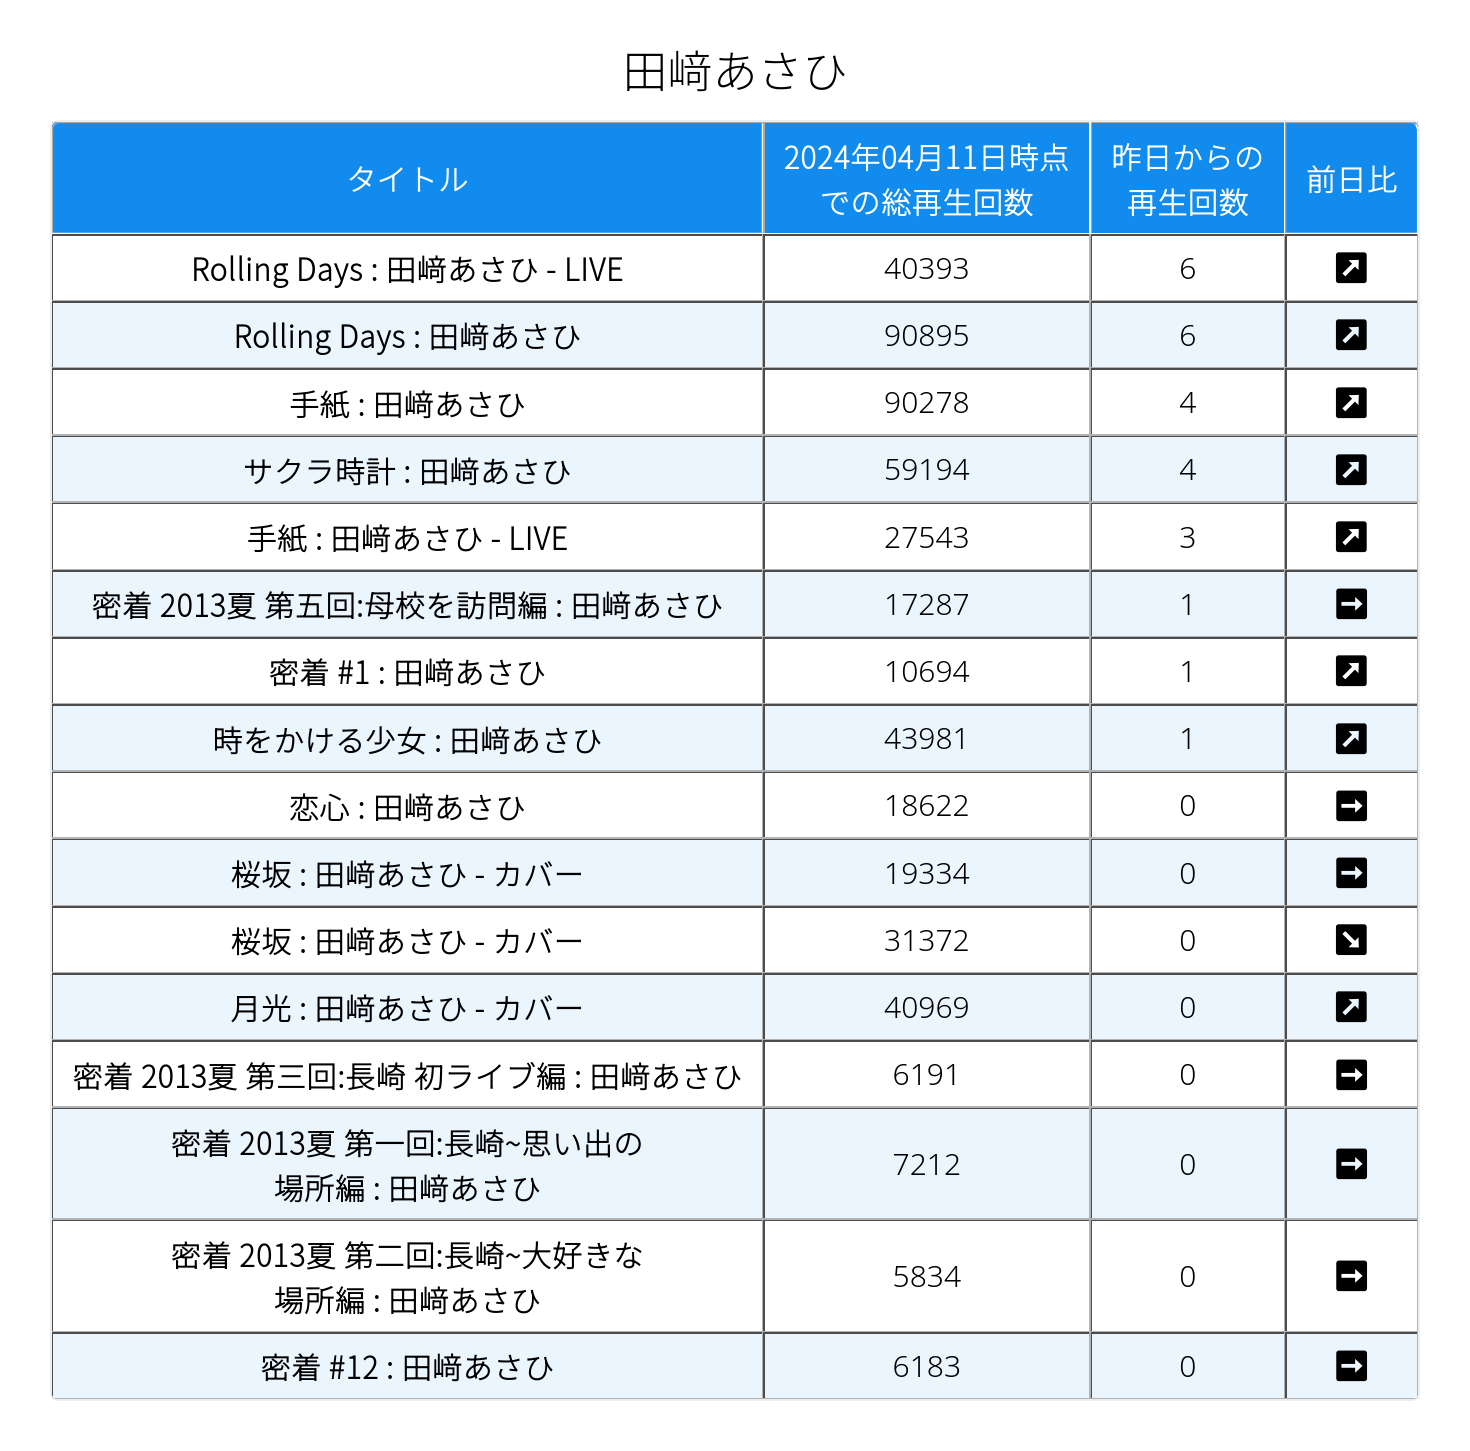 田﨑あさひ
タイトル
2024年04月11日時点
での総再生回数
昨日からの
再生回数
前日比
Rolling Days : 田﨑あさひ - LIVE 40393 6 ↗
Rolling Days : 田﨑あさひ 90895 6 ↗
手紙 : 田﨑あさひ 90278 4 ↗
サクラ時計 : 田﨑あさひ 59194 4 ↗
手紙 : 田﨑あさひ - LIVE 27543 3 ↗
密着 2013夏 第五回:母校を訪問編 : 田﨑あさひ 17287 1 →
密着 #1 : 田﨑あさひ 10694 1 ↗
時をかける少女 : 田﨑あさひ 43981 1 ↗
恋心 : 田﨑あさひ 18622 0 →
桜坂 : 田﨑あさひ - カバー 19334 0 →
桜坂 : 田﨑あさひ - カバー 31372 0 ↘
月光 : 田﨑あさひ - カバー 40969 0 ↗
密着 2013夏 第三回:長崎 初ライブ編 : 田﨑あさひ 6191 0 →
密着 2013夏 第一回:長崎~思い出の
場所編 : 田﨑あさひ 7212 0 →
密着 2013夏 第二回:長崎~大好きな
場所編 : 田﨑あさひ 5834 0 →
密着 #12 : 田﨑あさひ 6183 0 →